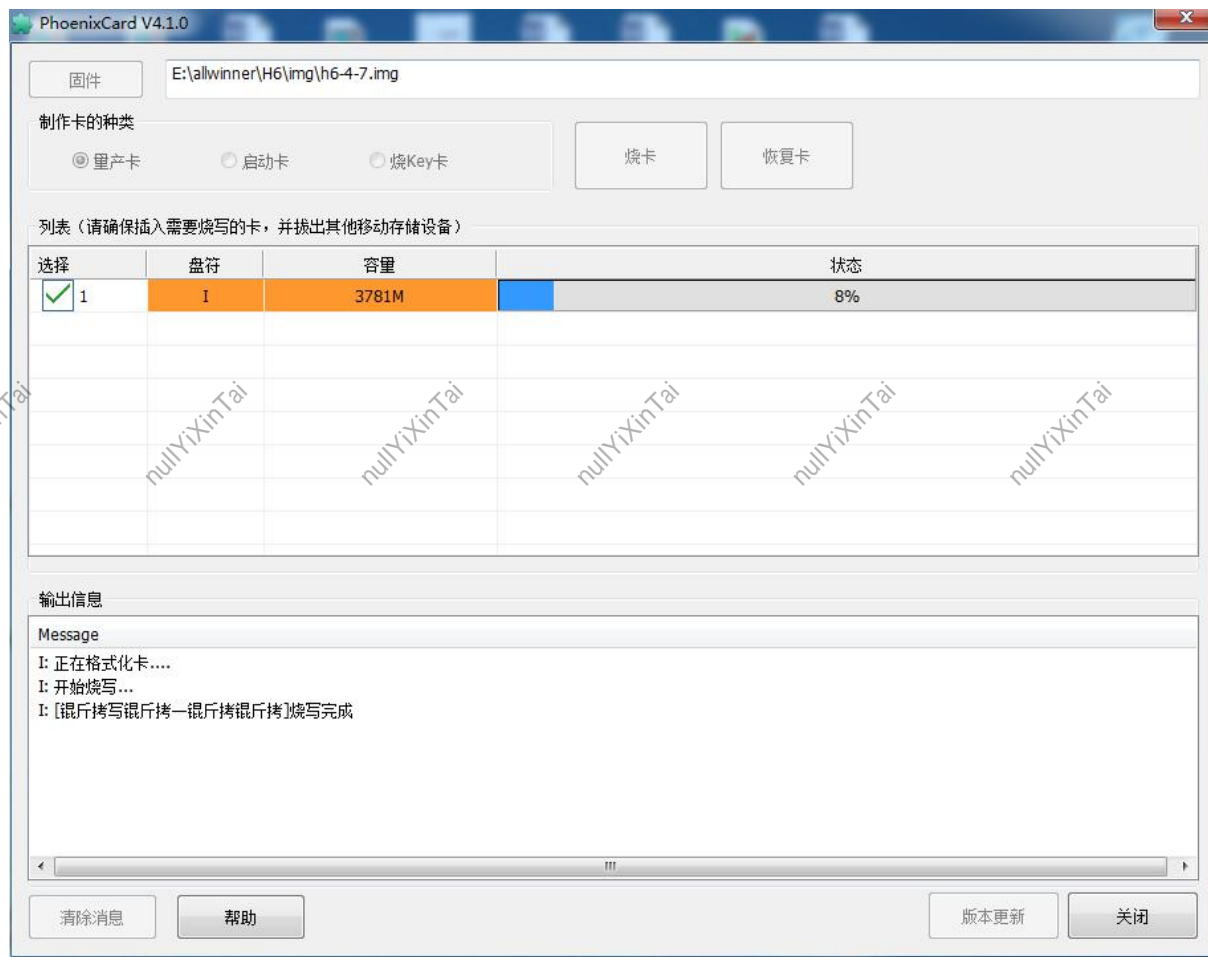 PhoenixCard V4.1.0
固件
E:\allwinner\H6\img\h6-4-7.img
制作卡的种类
量产卡 启动卡 烧Key卡
烧卡 恢复卡
列表（请确保插入需要烧写的卡，并拔出其他移动存储设备）
选择 盘符 容量 状态
1 I 3781M 8%
nullYiXinTai nullYiXinTai nullYiXinTai nullYiXinTai nullYiXinTai
输出信息
Message
I: 正在格式化卡....
I: 开始烧写...
I: [锟斤拷写锟斤拷一锟斤拷锟斤拷]烧写完成
清除消息 帮助 版本更新 关闭